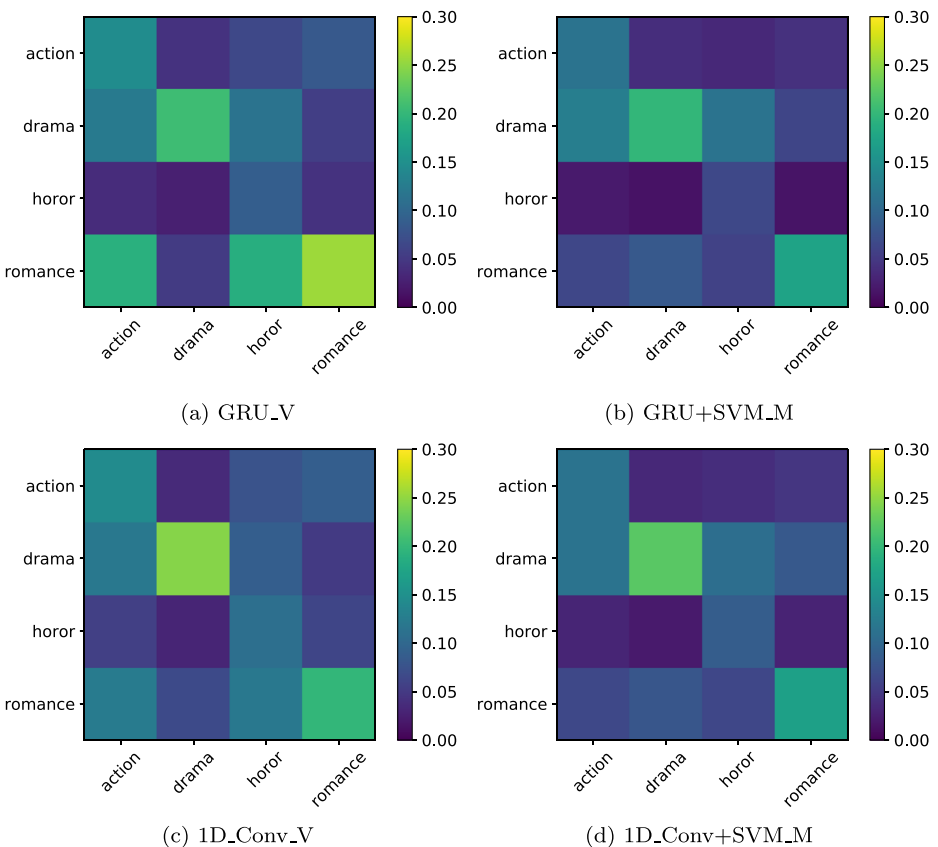 action
drama
horor
romance
action
drama
horor
romance
0.30
0.25
0.20
0.15
0.10
0.05
0.00
(a) GRU_V
action
drama
horor
romance
action
drama
horor
romance
0.30
0.25
0.20
0.15
0.10
0.05
0.00
(b) GRU+SVM_M
action
drama
horor
romance
action
drama
horor
romance
0.30
0.25
0.20
0.15
0.10
0.05
0.00
(c) 1D_Conv_V
action
drama
horor
romance
action
drama
horor
romance
0.30
0.25
0.20
0.15
0.10
0.05
0.00
(d) 1D_Conv+SVM_M